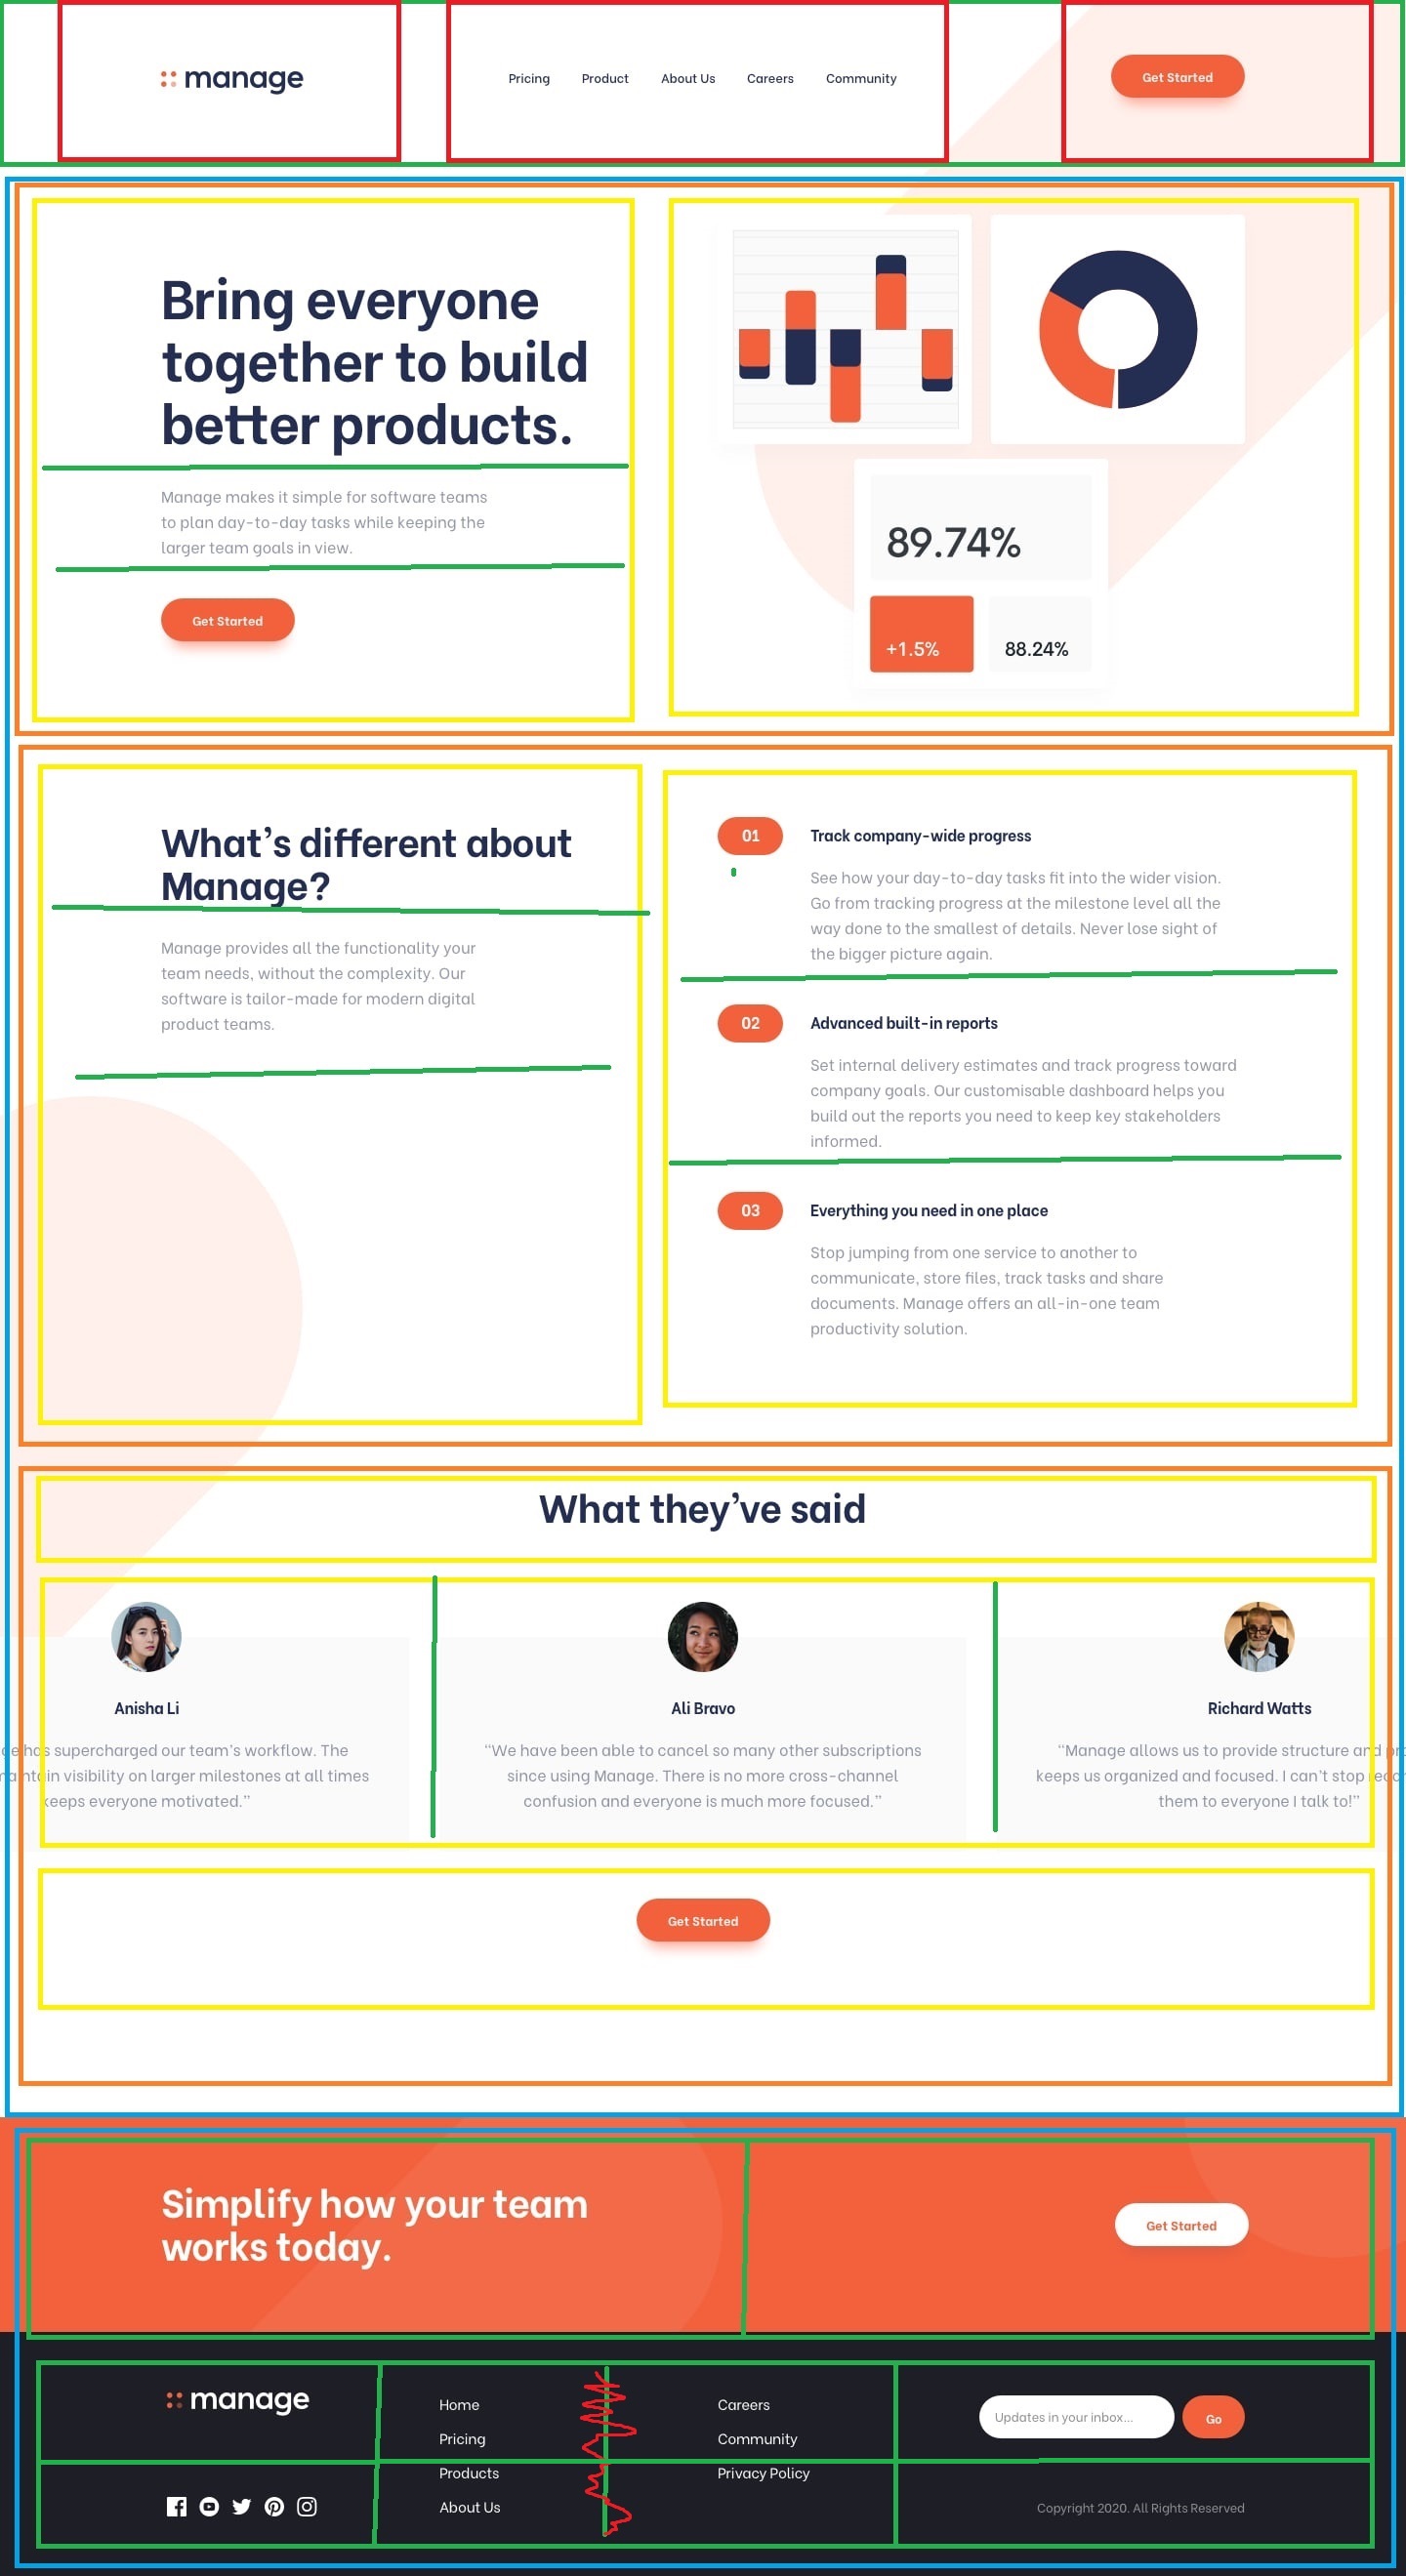 manage
Pricing Product About Us Careers Community
Get Started
Bring everyone
together to build
better products.
Manage makes it simple for software teams
to plan day-to-day tasks while keeping the
larger team goals in view.
Get Started
89.74%
+1.5%
88.24%
What's different about
Manage?
Manage provides all the functionality your
team needs, without the complexity. Our
software is tailor-made for modern digital
product teams.
01 Track company-wide progress
See how your day-to-day tasks fit into the wider vision.
Go from tracking progress at the milestone level all the
way done to the smallest of details. Never lose sight of
the bigger picture again.
02 Advanced built-in reports
Set internal delivery estimates and track progress toward
company goals. Our customisable dashboard helps you
build out the reports you need to keep key stakeholders
informed.
03 Everything you need in one place
Stop jumping from one service to another to
communicate, store files, track tasks and share
documents. Manage offers an all-in-one team
productivity solution.
What they've said
Anisha Li
has supercharged our team's workflow. The
visibility on larger milestones at all times
keeps everyone motivated."
Ali Bravo
"We have been able to cancel so many other subscriptions
since using Manage. There is no more cross-channel
confusion and everyone is much more focused."
Richard Watts
"Manage allows us to provide structure and
keeps us organized and focused. I can't stop
them to everyone I talk to!"
Get Started
Simplify how your team
works today.
Get Started
manage
Home
Pricing
Products
About Us
Careers
Community
Privacy Policy
Updates in your inbox...
Go
Copyright 2020. All Rights Reserved